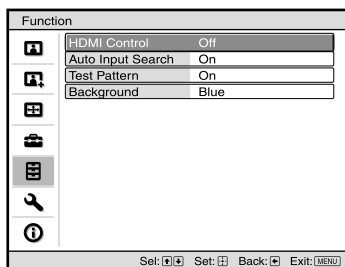 Function
HDMI Control Off
Auto Input Search On
Test Pattern On
Background Blue
Sel: Set: Back: Exit: MENU